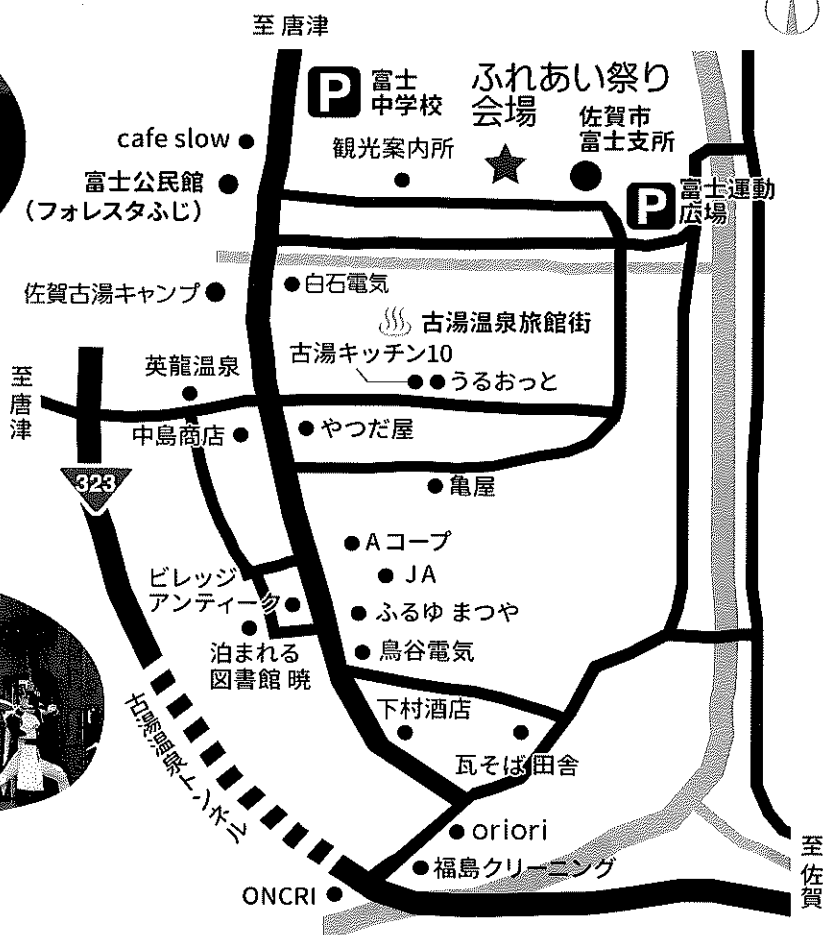 至 唐津
P
富士
中学校
ふれあい祭り
会場
佐賀市
富士支所
cafe slow
観光案内所
富士公民館
（フォレスタふじ）
P
富士運動
広場
佐賀古湯キャンプ
白石電気
古湯温泉旅館街
古湯キッチン10
うるおっと
英龍温泉
至唐津
中島商店
やつだ屋
323
亀屋
Aコープ
JA
ビレッジ
アンティーク
ふるゆ まつや
泊まれる
図書館 暁
鳥谷電気
古湯温泉トンネル
下村酒店
瓦そば 田舎
oriori
福島クリーニング
ONCRI
至佐賀